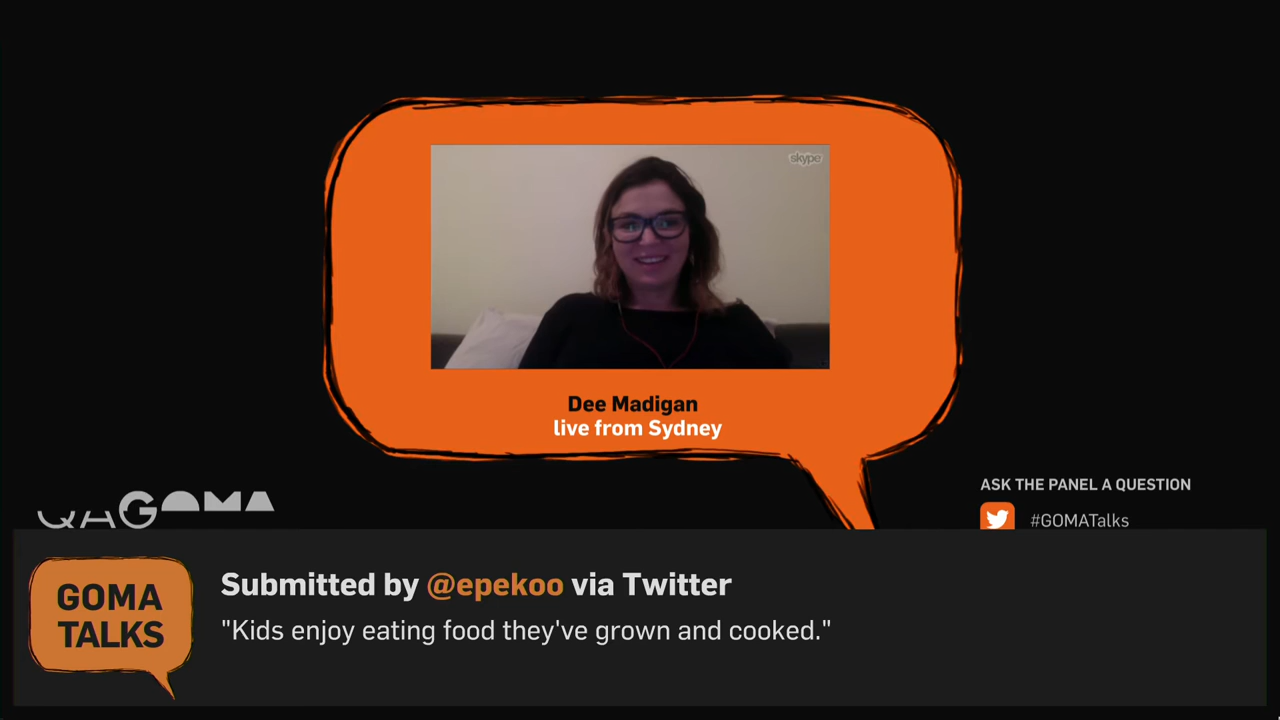 skype
Dee Madigan
live from Sydney
QAGOMA
ASK THE PANEL A QUESTION
#GOMATalks
GOMA
TALKS
Submitted by @epekoo via Twitter
"Kids enjoy eating food they've grown and cooked."